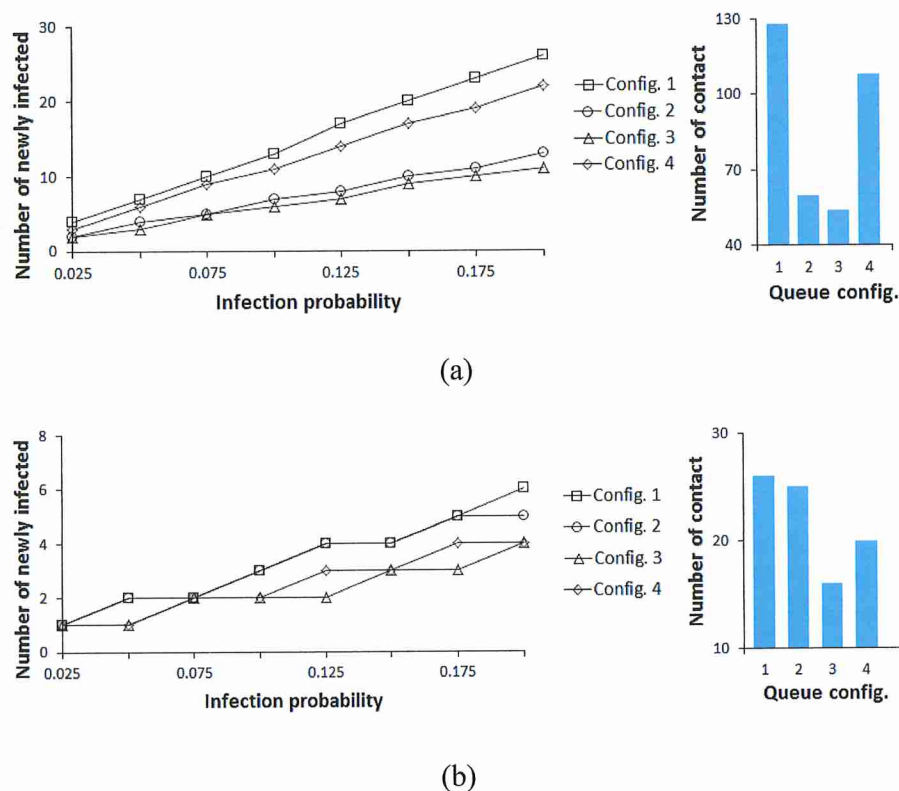 Number of newly infected
30
20
10
0
0.025
0.075
0.125
0.175
Infection probability
Config. 1
Config. 2
Config. 3
Config. 4
Number of contact
130
100
70
40
1 2 3 4
Queue config.
(a)
Number of newly infected
8
6
4
2
0
0.025
0.075
0.125
0.175
Infection probability
Config. 1
Config. 2
Config. 3
Config. 4
Number of contact
30
20
10
1 2 3 4
Queue config.
(b)